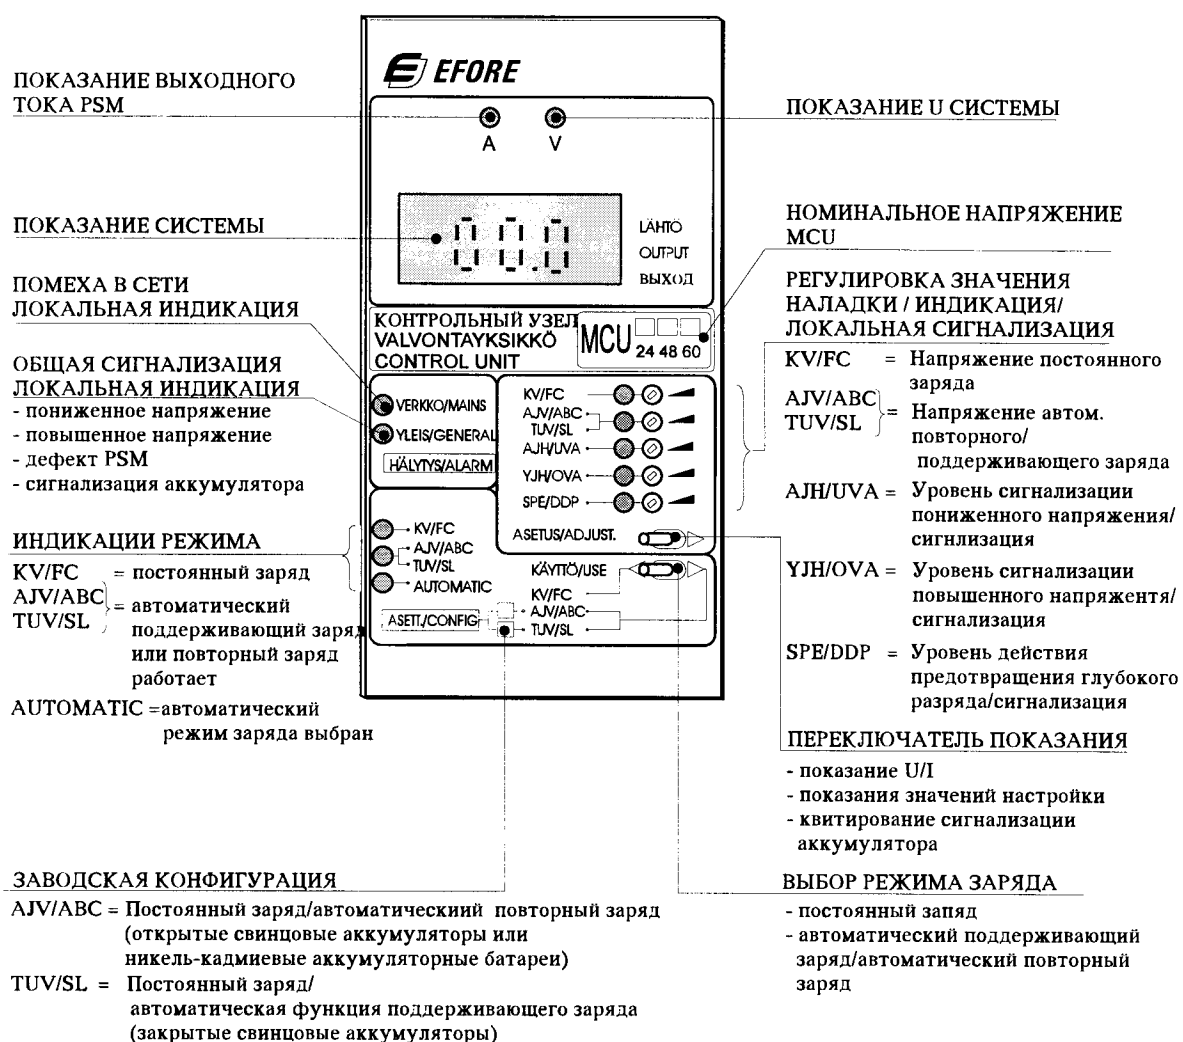 ПОКАЗАНИЕ ВЫХОДНОГО
ТОКА PSM
ПОКАЗАНИЕ СИСТЕМЫ
ПОМЕХА В СЕТИ
ЛОКАЛЬНАЯ ИНДИКАЦИЯ
ОБЩАЯ СИГНАЛИЗАЦИЯ
ЛОКАЛЬНАЯ ИНДИКАЦИЯ
- пониженное напряжение
- повышенное напряжение
- дефект PSM
- сигнализация аккумулятора
ИНДИКАЦИИ РЕЖИМА
KV/FC = постоянный заряд
AJV/ABC
TUV/SL
= автоматический
поддерживающий заряд
или повторный заряд
работает
AUTOMATIC =автоматический
режим заряда выбран
EFORE
A V
00.0
LÄHTÖ
OUTPUT
ВЫХОД
КОНТРОЛЬНЫЙ УЗЕЛ
VALVONTAYKSIKKÖ
CONTROL UNIT
MCU
24 48 60
VERKKO/MAINS
YLEIS/GENERAL
HÄLYTYS/ALARM
KV/FC
AJV/ABC
TUV/SL
AJH/UVA
YJH/OVA
SPE/DDP
ASETUS/ADJUST.
KV/FC
AJV/ABC
TUV/SL
AUTOMATIC
KÄYTTÖ/USE
KV/FC
AJV/ABC
TUV/SL
ASETT./CONFIG
ПОКАЗАНИЕ U СИСТЕМЫ
НОМИНАЛЬНОЕ НАПРЯЖЕНИЕ
MCU
РЕГУЛИРОВКА ЗНАЧЕНИЯ
НАЛАДКИ / ИНДИКАЦИЯ/
ЛОКАЛЬНАЯ СИГНАЛИЗАЦИЯ
KV/FC = Напряжение постоянного
заряда
AJV/ABC
TUV/SL
= Напряжение автом.
повторного/
поддерживающего заряда
AJH/UVA = Уровень сигнализации
пониженного напряжения/
сигнлизация
YJH/OVA = Уровень сигнализации
повышенного напряжентя/
сигнализация
SPE/DDP = Уровень действия
предотвращения глубокого
разряда/сигнализация
ПЕРЕКЛЮЧАТЕЛЬ ПОКАЗАНИЯ
- показание U/I
- показания значений настройки
- квитирование сигнализации
аккумулятора
ВЫБОР РЕЖИМА ЗАРЯДА
- постоянный запяд
- автоматический поддерживающий
заряд/автоматический повторный
заряд
ЗАВОДСКАЯ КОНФИГУРАЦИЯ
AJV/ABC = Постоянный заряд/автоматическиий повторный заряд
(открытые свинцовые аккумуляторы или
никель-кадмиевые аккумуляторные батареи)
TUV/SL = Постоянный заряд/
автоматическая функция поддерживающего заряда
(закрытые свинцовые аккумуляторы)